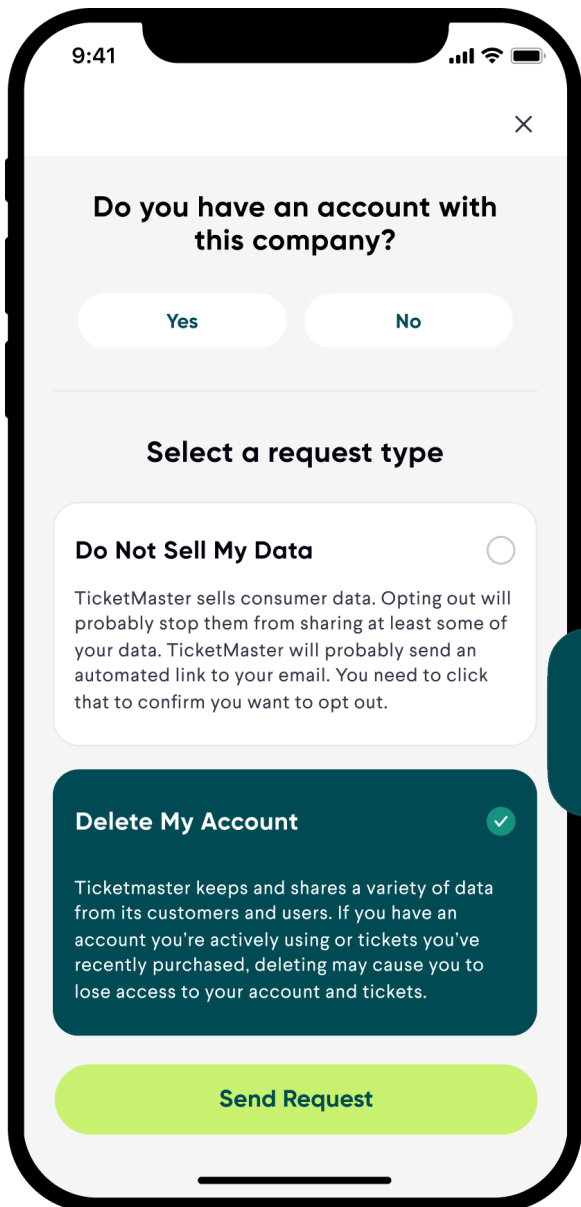 9:41
Do you have an account with
this company?
Yes
No
Select a request type
Do Not Sell My Data
TicketMaster sells consumer data. Opting out will
probably stop them from sharing at least some of
your data. TicketMaster will probably send an
automated link to your email. You need to click
that to confirm you want to opt out.
Delete My Account
Ticketmaster keeps and shares a variety of data
from its customers and users. If you have an
account you’re actively using or tickets you’ve
recently purchased, deleting may cause you to
lose access to your account and tickets.
Send Request